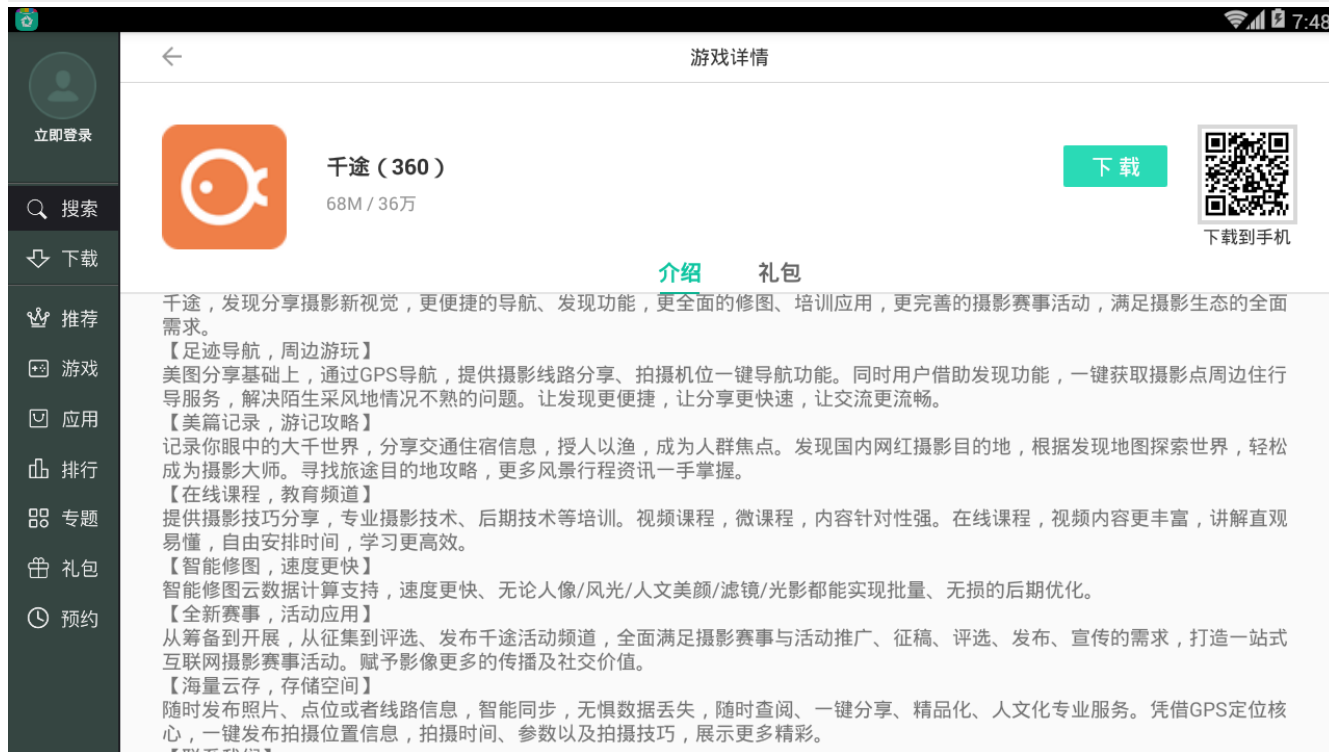 7:48
游戏详情
立即登录
千途（360）
68M / 36万
下 载
下载到手机
搜索
下载
推荐
游戏
应用
排行
专题
礼包
预约
介绍
礼包
千途，发现分享摄影新视觉，更便捷的导航、发现功能，更全面的修图、培训应用，更完善的摄影赛事活动，满足摄影生态的全面
需求。
【足迹导航，周边游玩】
美图分享基础上，通过GPS导航，提供摄影线路分享、拍摄机位一键导航功能。同时用户借助发现功能，一键获取摄影点周边住行
导服务，解决陌生采风地情况不熟的问题。让发现更便捷，让分享更快速，让交流更流畅。
【美篇记录，游记攻略】
记录你眼中的大千世界，分享交通住宿信息，授人以渔，成为人群焦点。发现国内网红摄影目的地，根据发现地图探索世界，轻松
成为摄影大师。寻找旅途目的地攻略，更多风景行程资讯一手掌握。
【在线课程，教育频道】
提供摄影技巧分享，专业摄影技术、后期技术等培训。视频课程，微课程，内容针对性强。在线课程，视频内容更丰富，讲解直观
易懂，自由安排时间，学习更高效。
【智能修图，速度更快】
智能修图云数据计算支持，速度更快、无论人像/风光/人文美颜/滤镜/光影都能实现批量、无损的后期优化。
【全新赛事，活动应用】
从筹备到开展，从征集到评选、发布千途活动频道，全面满足摄影赛事与活动推广、征稿、评选、发布、宣传的需求，打造一站式
互联网摄影赛事活动。赋予影像更多的传播及社交价值。
【海量云存，存储空间】
随时发布照片、点位或者线路信息，智能同步，无惧数据丢失，随时查阅、一键分享、精品化、人文化专业服务。凭借GPS定位核
心，一键发布拍摄位置信息，拍摄时间、参数以及拍摄技巧，展示更多精彩。